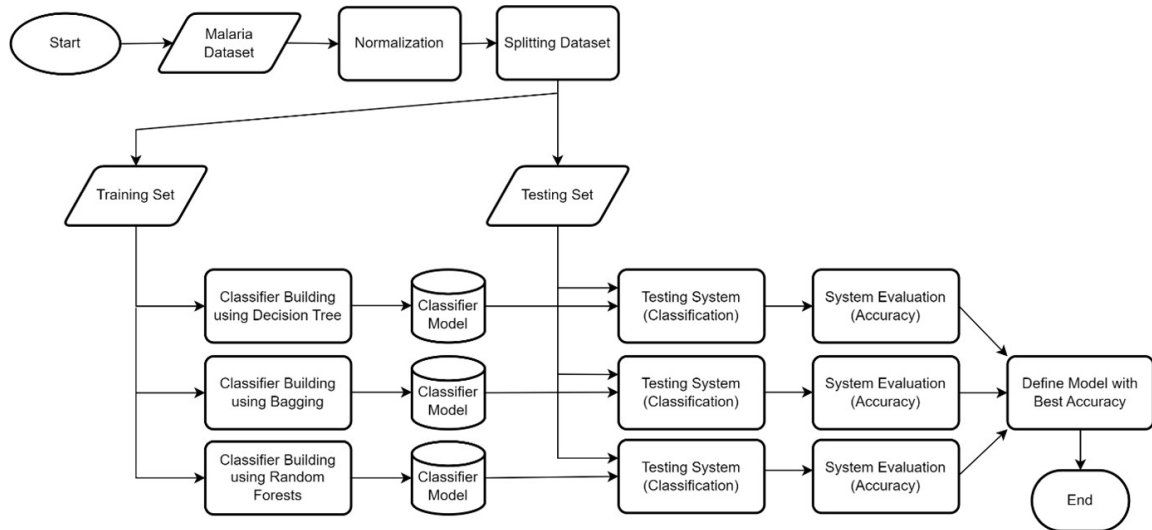 Start
Malaria
Dataset
Normalization
Splitting Dataset
Training Set
Testing Set
Classifier Building
using Decision Tree
Classifier
Model
Testing System
(Classification)
System Evaluation
(Accuracy)
Classifier Building
using Bagging
Classifier
Model
Testing System
(Classification)
System Evaluation
(Accuracy)
Define Model with
Best Accuracy
Classifier Building
using Random
Forests
Classifier
Model
Testing System
(Classification)
System Evaluation
(Accuracy)
End